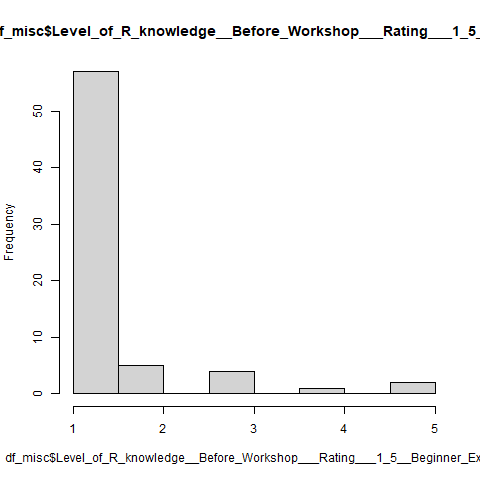 f_misc$Level_of_R_knowledge__Before_Workshop___Rating___1_5_
Frequency
50
40
30
20
10
0
1 2 3 4 5
df_misc$Level_of_R_knowledge__Before_Workshop___Rating___1_5__Beginner_Ex